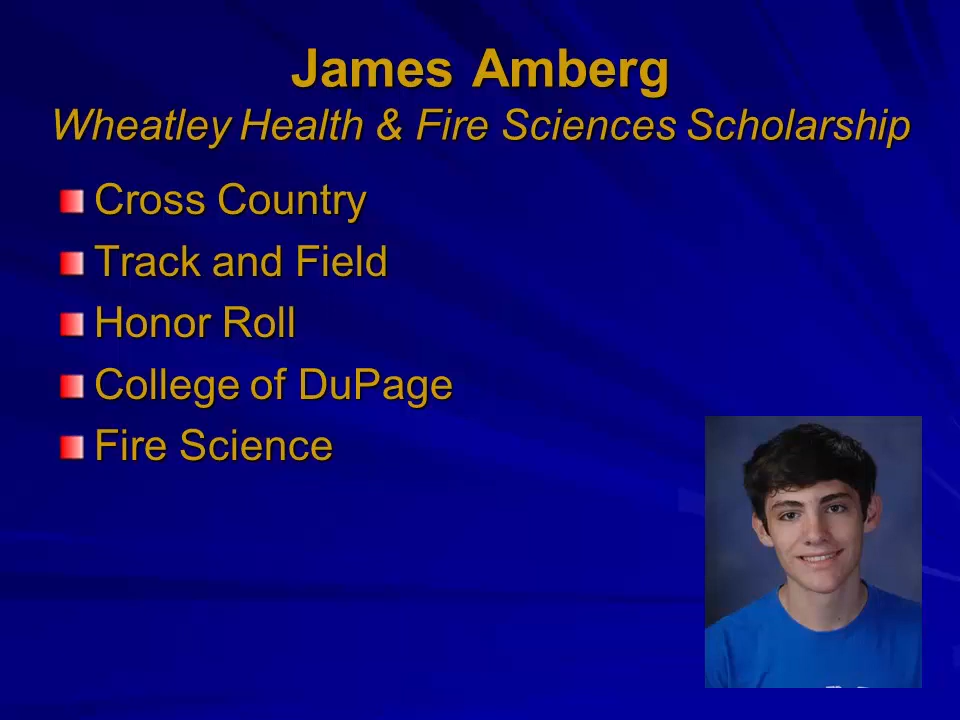 James Amberg
Wheatley Health & Fire Sciences Scholarship
Cross Country
Track and Field
Honor Roll
College of DuPage
Fire Science